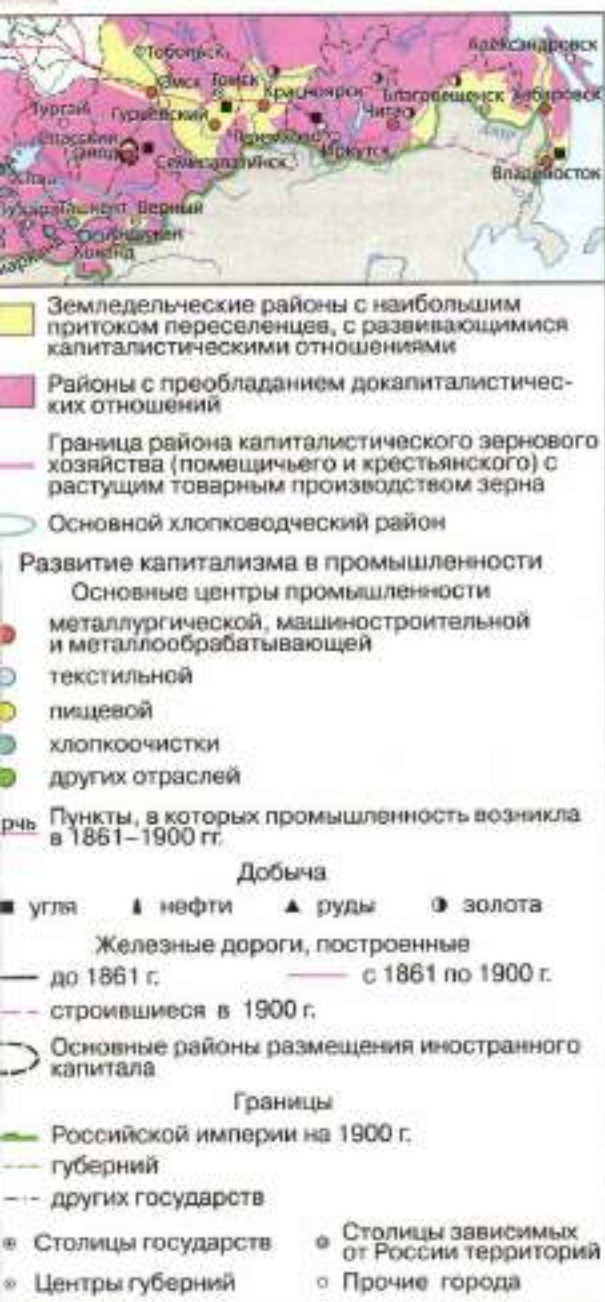 Тобольск
Александровск
Омск
Томск
Красноярск
Благовещенск
Хабаровск
Тургай
Гурьевский
Чита
Спасский
Иркутск
Семипалатинск
Владивосток
Ташкент
Верный
Коканд
Земледельческие районы с наибольшим
притоком переселенцев, с развивающимися
капиталистическими отношениями
Районы с преобладанием докапиталистичес-
ких отношений
Граница района капиталистического зернового
хозяйства (помещичьего и крестьянского) с
растущим товарным производством зерна
Основной хлопководческий район
Развитие капитализма в промышленности
Основные центры промышленности
металлургической, машиностроительной
и металлообрабатывающей
текстильной
пищевой
хлопкоочистки
других отраслей
рчь Пункты, в которых промышленность возникла
в 1861–1900 гг.
Добыча
угля нефти руды золота
Железные дороги, построенные
до 1861 г. с 1861 по 1900 г.
строившиеся в 1900 г.
Основные районы размещения иностранного
капитала
Границы
Российской империи на 1900 г.
губерний
других государств
Столицы государств
Столицы зависимых
от России территорий
Центры губерний
Прочие города